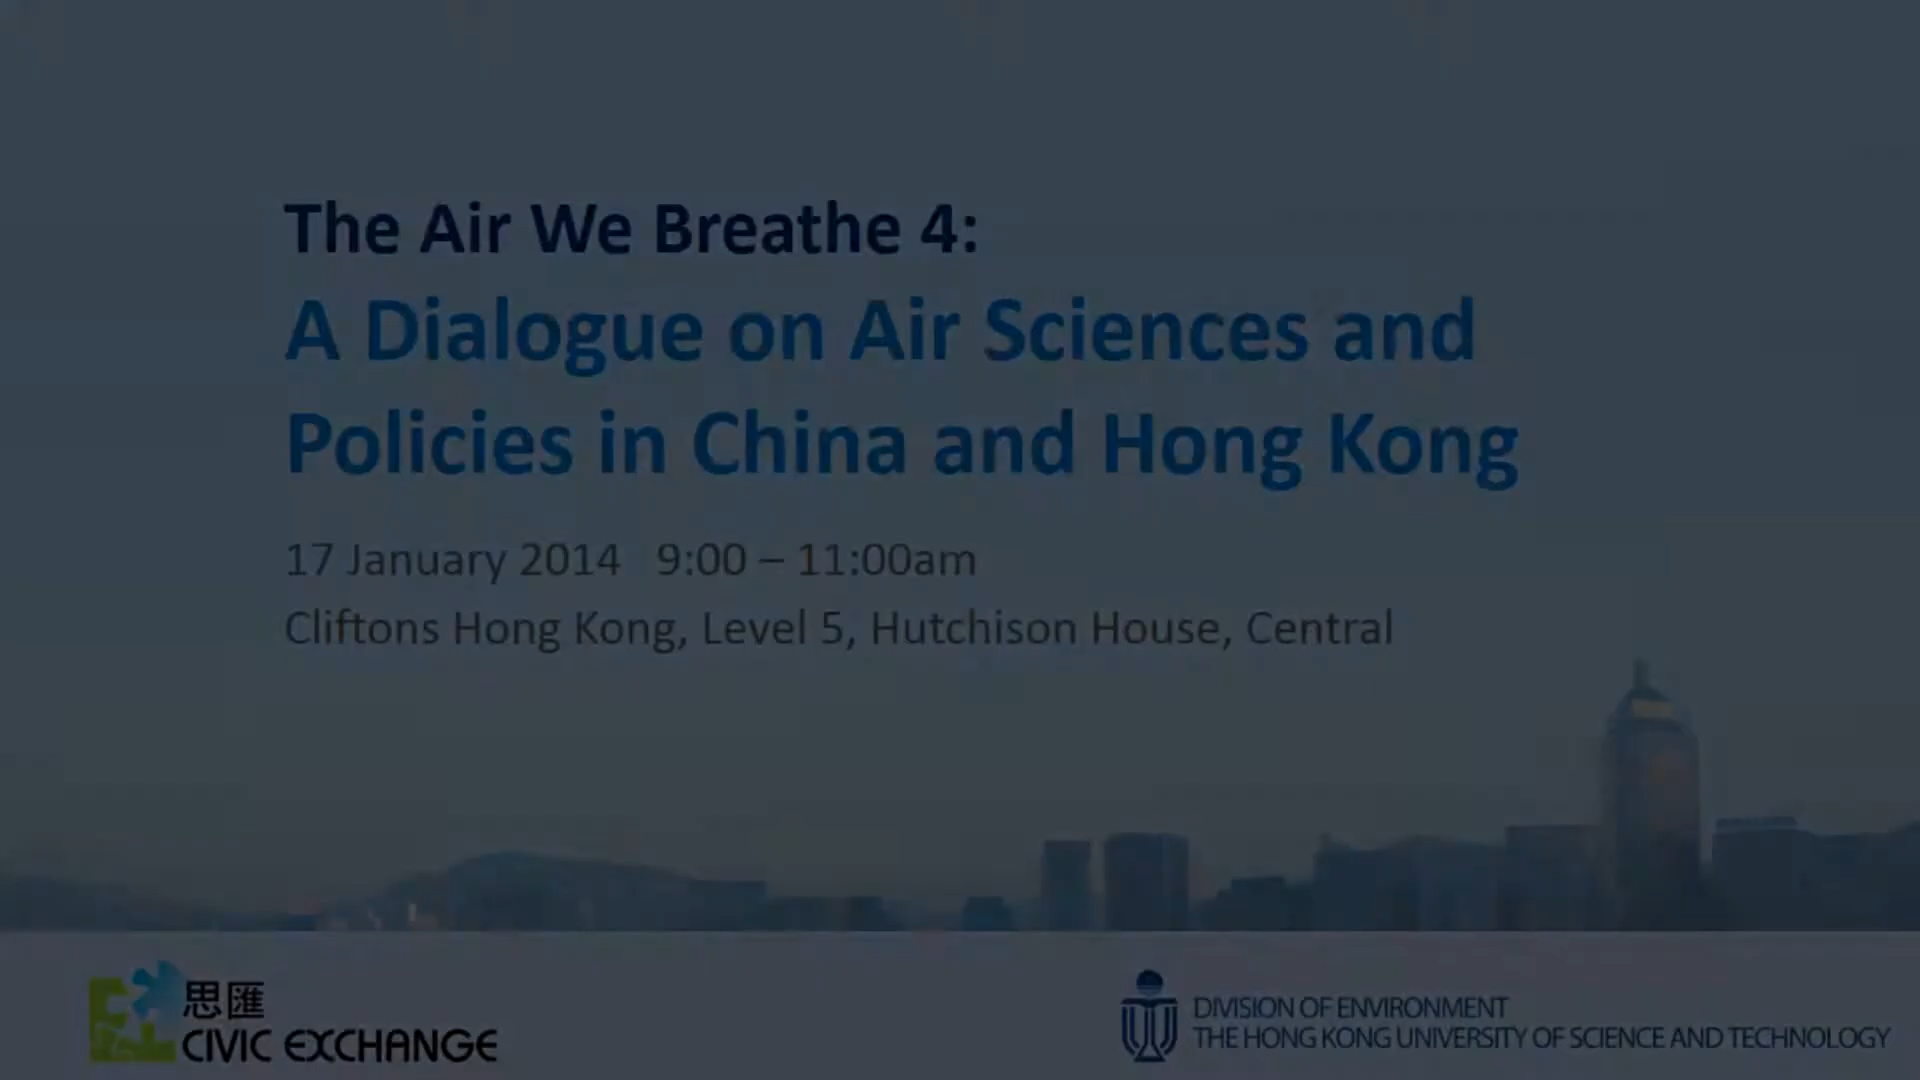 The Air We Breathe 4:
A Dialogue on Air Sciences and
Policies in China and Hong Kong
17 January 2014 9:00 – 11:00am
Cliftons Hong Kong, Level 5, Hutchison House, Central
思匯
CIVIC EXCHANGE
DIVISION OF ENVIRONMENT
THE HONG KONG UNIVERSITY OF SCIENCE AND TECHNOLOGY